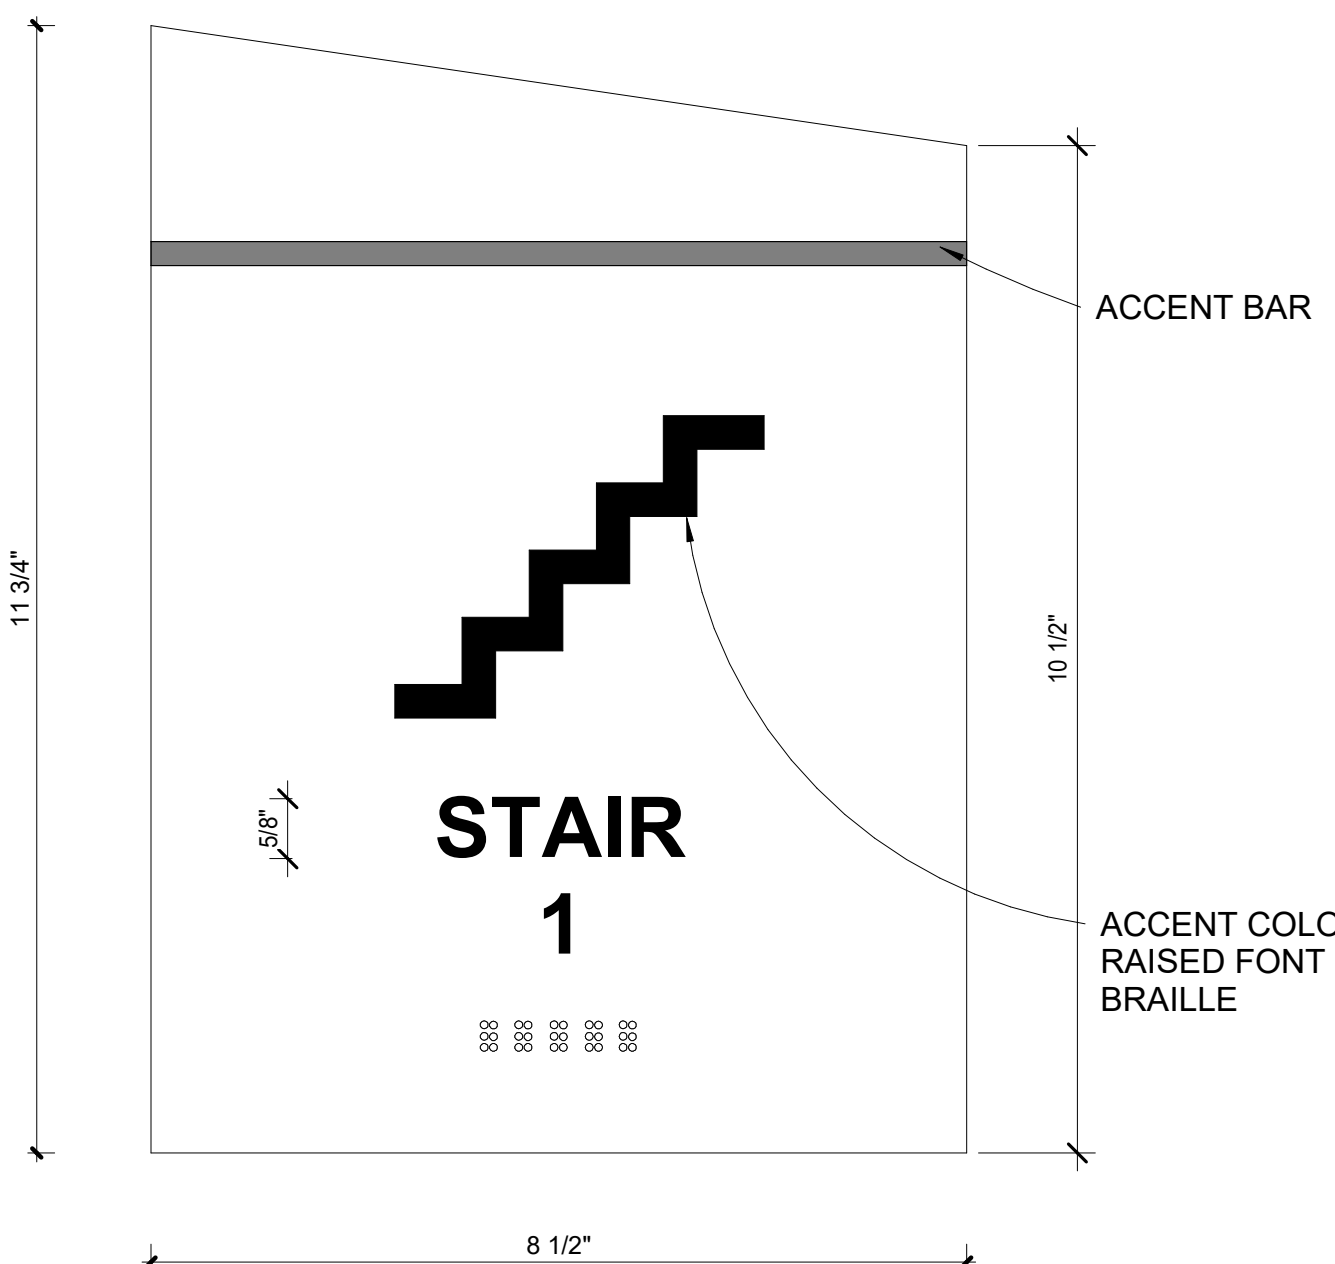 11 3/4"
ACCENT BAR
10 1/2"
5/8"
STAIR
1
ACCENT
RAISED FONT
BRAILLE
8 1/2"